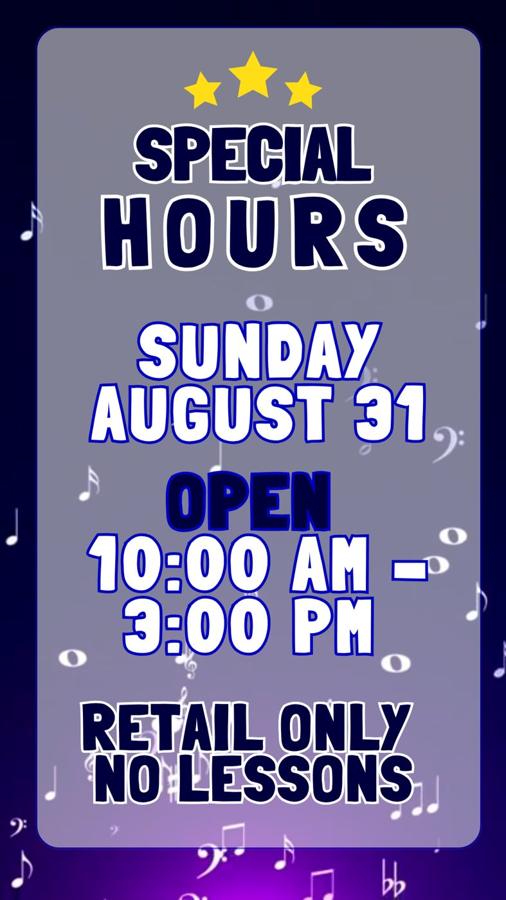 SPECIAL
HOURS
SUNDAY
AUGUST 31
OPEN
10:00 AM –
3:00 PM
RETAIL ONLY
NO LESSONS